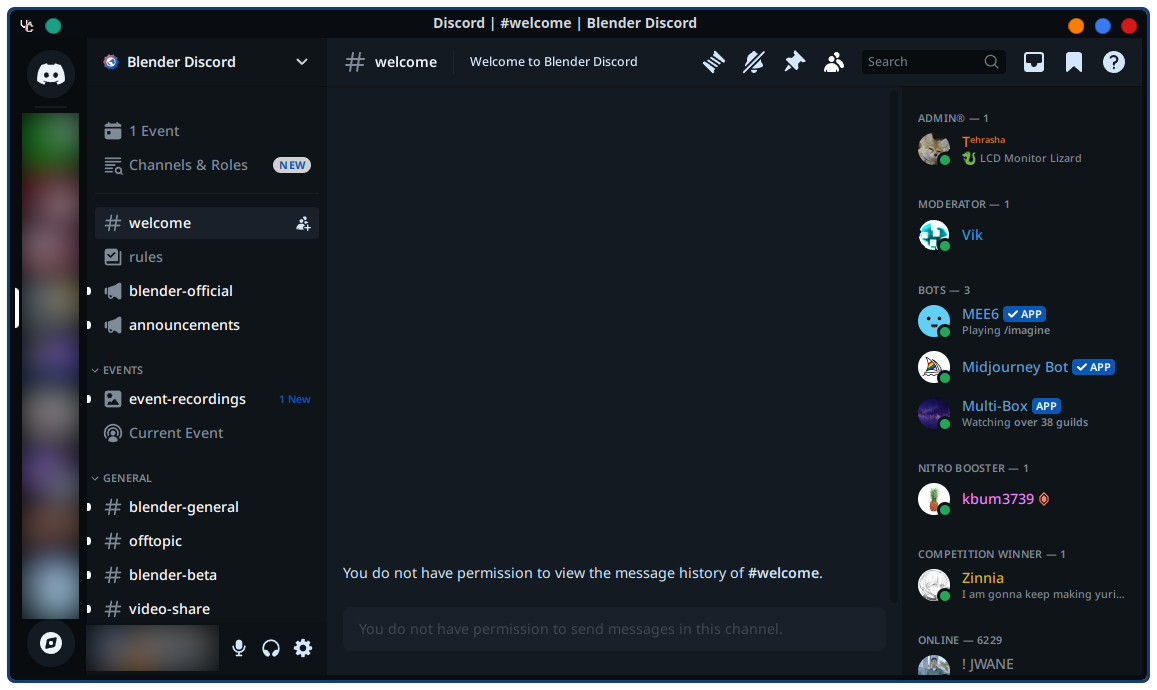 Discord | #welcome | Blender Discord
Blender Discord
welcome
Welcome to Blender Discord
Search
1 Event
Channels & Roles NEW
welcome
rules
blender-official
announcements
EVENTS
event-recordings 1 New
Current Event
GENERAL
blender-general
offtopic
blender-beta
video-share
You do not have permission to view the message history of #welcome.
You do not have permission to send messages in this channel.
ADMIN® — 1
Tehrasha
LCD Monitor Lizard
MODERATOR — 1
Vik
BOTS — 3
MEE6 APP
Playing /imagine
Midjourney Bot APP
Multi-Box APP
Watching over 38 guilds
NITRO BOOSTER — 1
kbum3739
COMPETITION WINNER — 1
Zinnia
I am gonna keep making yuri...
ONLINE — 6229
! JWANE